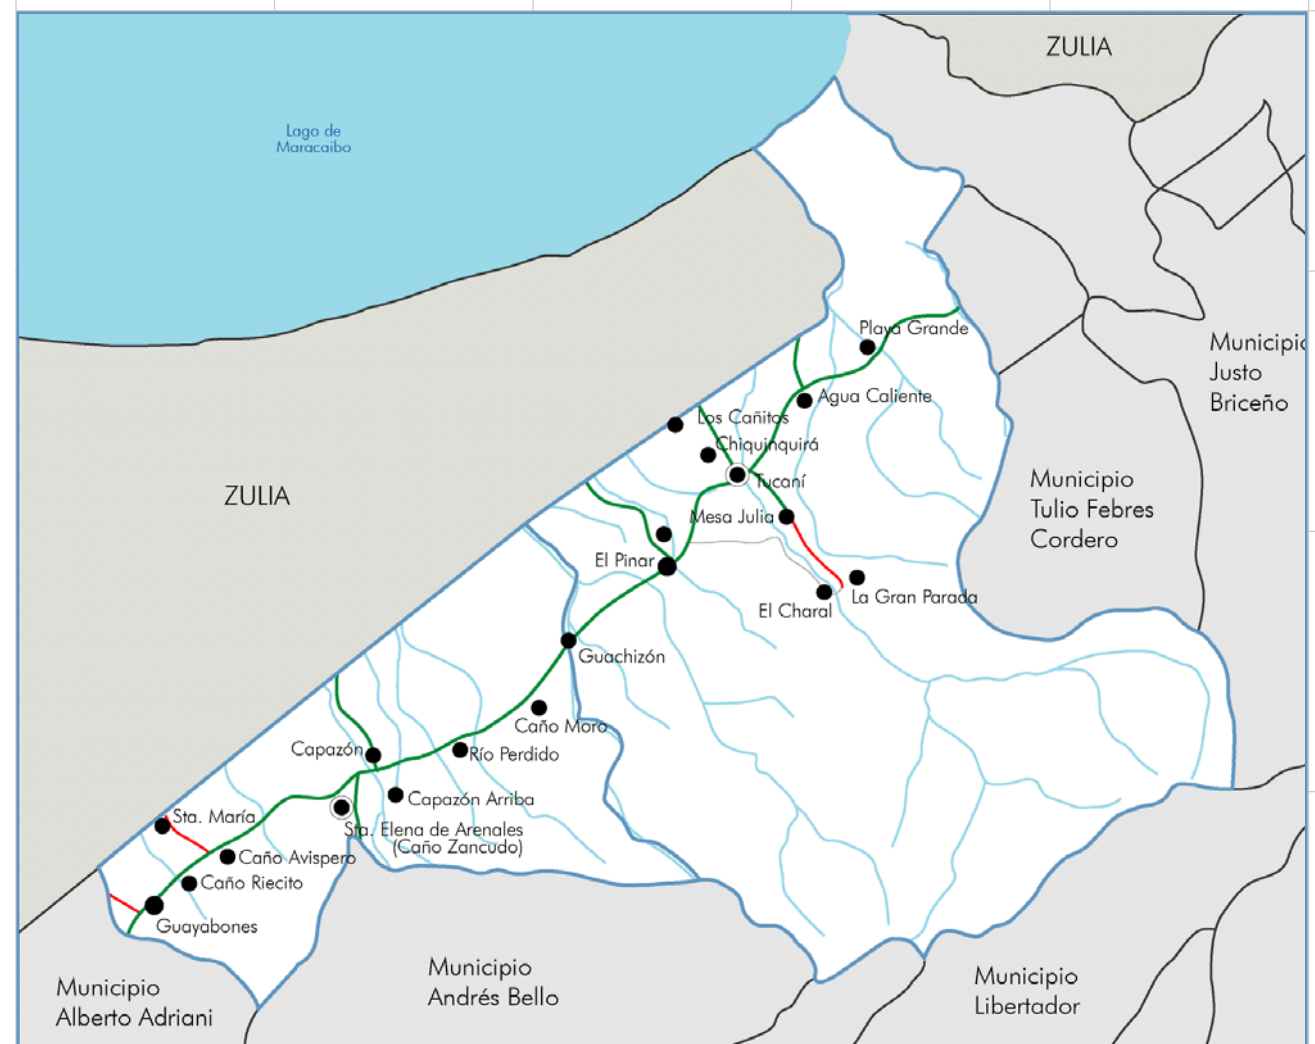 ZULIA
Lago de
Maracaibo
Playa Grande
Municipio
Justo
Briceño
Agua Caliente
Los Cañitos
Chiquinquirá
Tucaní
Municipio
Tulio Febres
Cordero
ZULIA
Mesa Julia
El Pinar
La Gran Parada
El Charal
Guachizón
Caño Moro
Capazón
Río Perdido
Capazón Arriba
Sta. María
Sta. Elena de Arenales
(Caño Zancudo)
Caño Avispero
Caño Riecito
Guayabones
Municipio
Andrés Bello
Municipio
Libertador
Municipio
Alberto Adriani